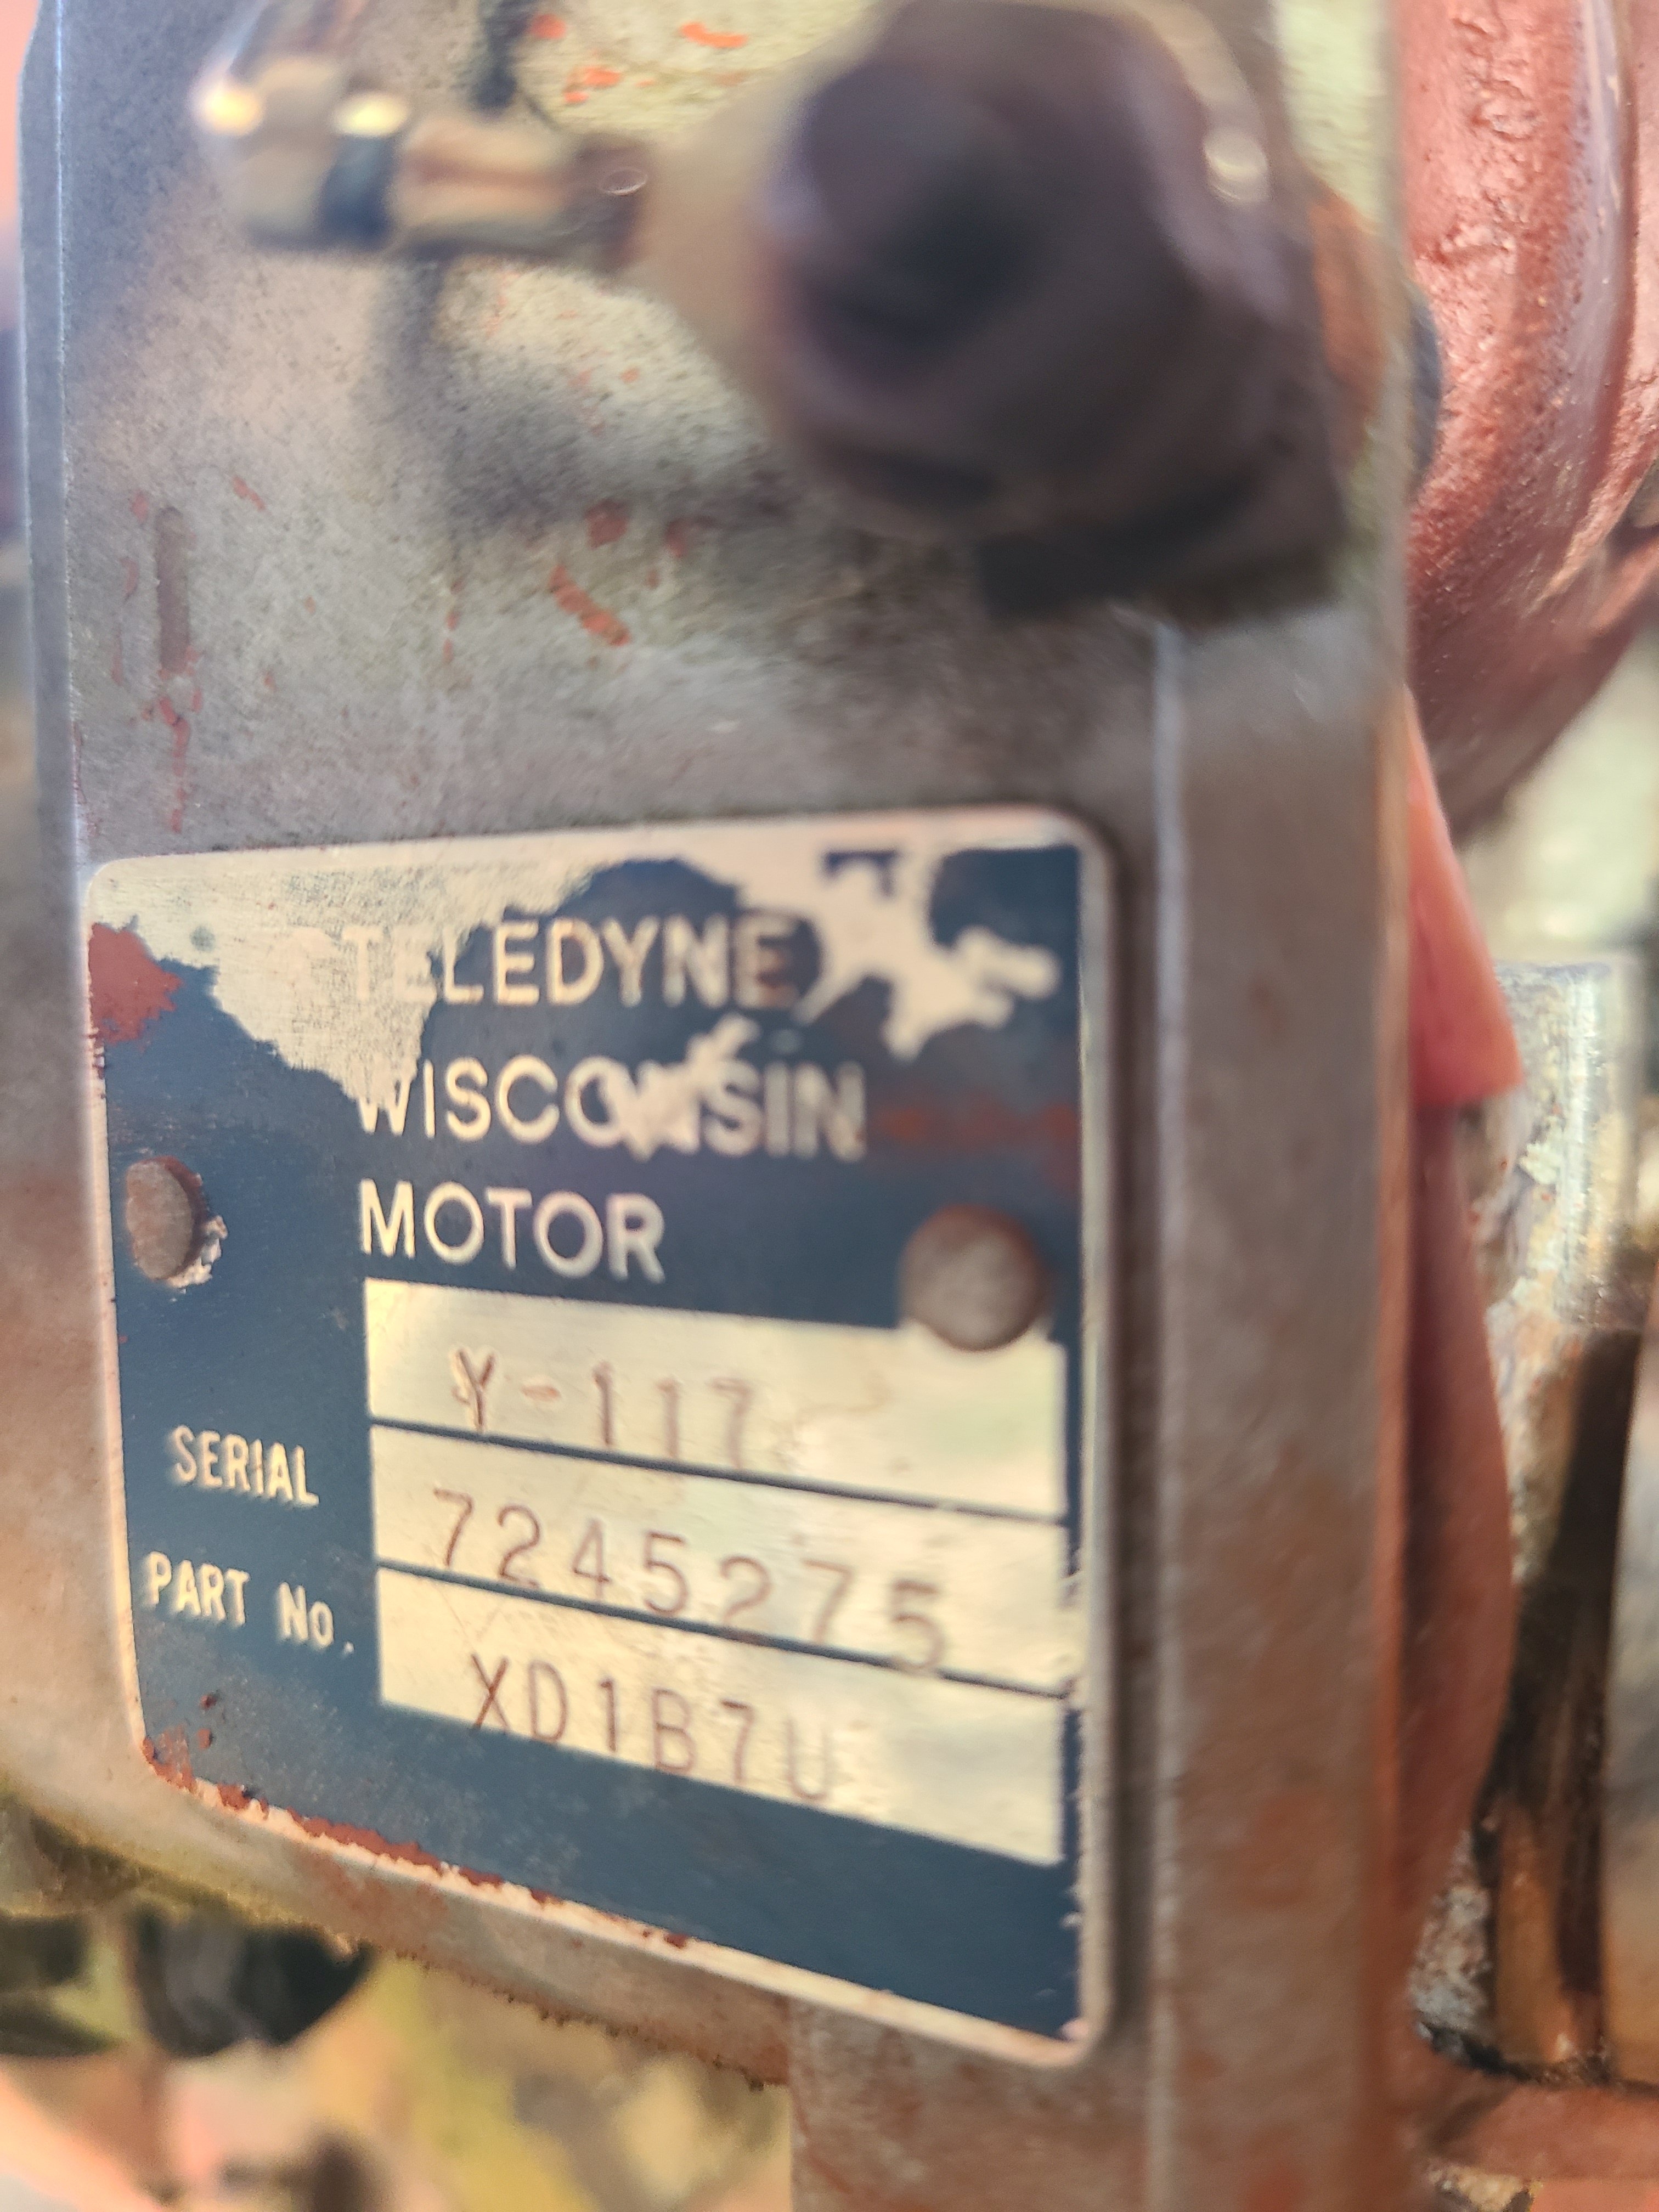 TELEDYNE
WISCONSIN
MOTOR
Y-117
SERIAL 7245275
PART No. XD1B7U